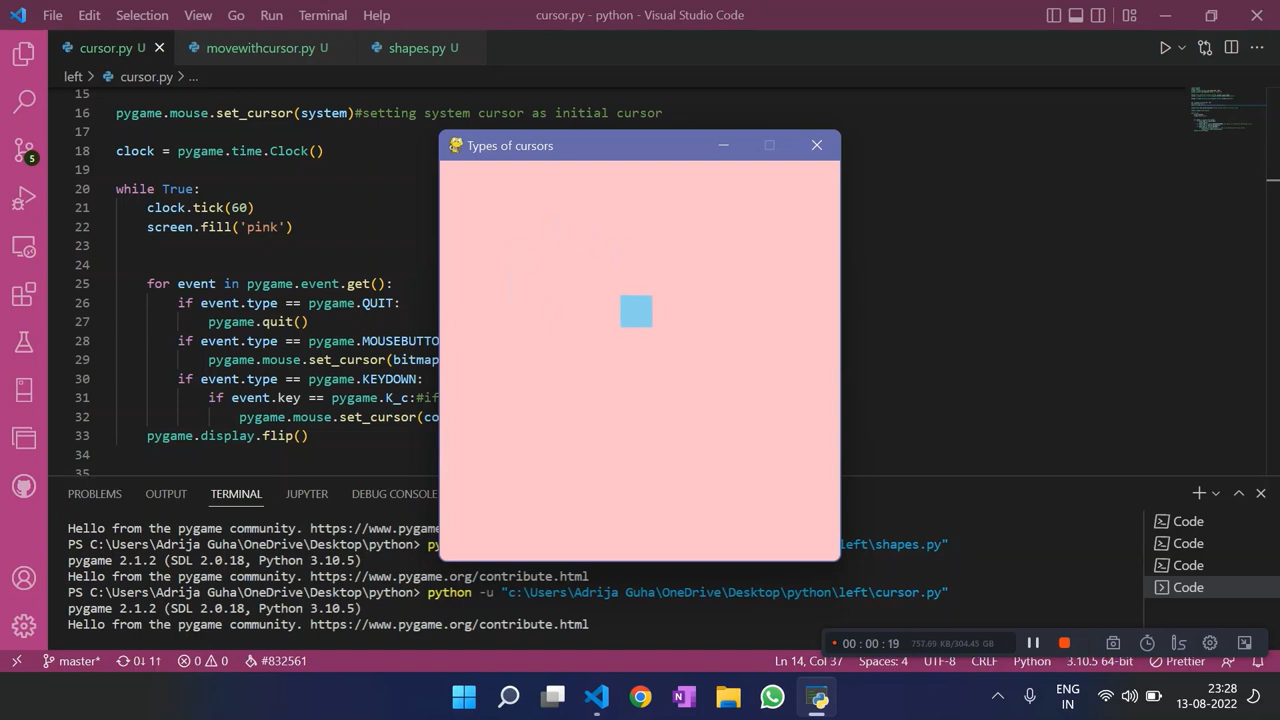 File Edit Selection View Go Run Terminal Help cursor.py - python - Visual Studio Code
cursor.py U movewithcursor.py U shapes.py U
left > cursor.py > ...
15
16 pygame.mouse.set_cursor(system)#setting system cursor as initial cursor
17
18 clock = pygame.time.Clock()
19
20 while True:
21 clock.tick(60)
22 screen.fill('pink')
23
24
25 for event in pygame.event.get():
26 if event.type == pygame.QUIT:
27 pygame.quit()
28 if event.type == pygame.MOUSEBUTTO
29 pygame.mouse.set_cursor(bitmap
30 if event.type == pygame.KEYDOWN:
31 if event.key == pygame.K_c:#if
32 pygame.mouse.set_cursor(co
33 pygame.display.flip()
34
35
Types of cursors
5
PROBLEMS OUTPUT TERMINAL JUPYTER DEBUG CONSOLE
Hello from the pygame community. https://www.pygame
PS C:\Users\Adrija Guha\OneDrive\Desktop\python> py left\shapes.py"
pygame 2.1.2 (SDL 2.0.18, Python 3.10.5)
Hello from the pygame community. https://www.pygame.org/contribute.html
PS C:\Users\Adrija Guha\OneDrive\Desktop\python> python -u "c:\Users\Adrija Guha\OneDrive\Desktop\python\left\cursor.py"
pygame 2.1.2 (SDL 2.0.18, Python 3.10.5)
Hello from the pygame community. https://www.pygame.org/contribute.html
Code
Code
Code
Code
00:00:19 757.69 KB/304.45 GB
master* 0↓ 1↑ 0 0 #832561 Ln 14, Col 37 Spaces: 4 UTF-8 CRLF Python 3.10.5 64-bit Prettier
ENG
IN
23:28
13-08-2022